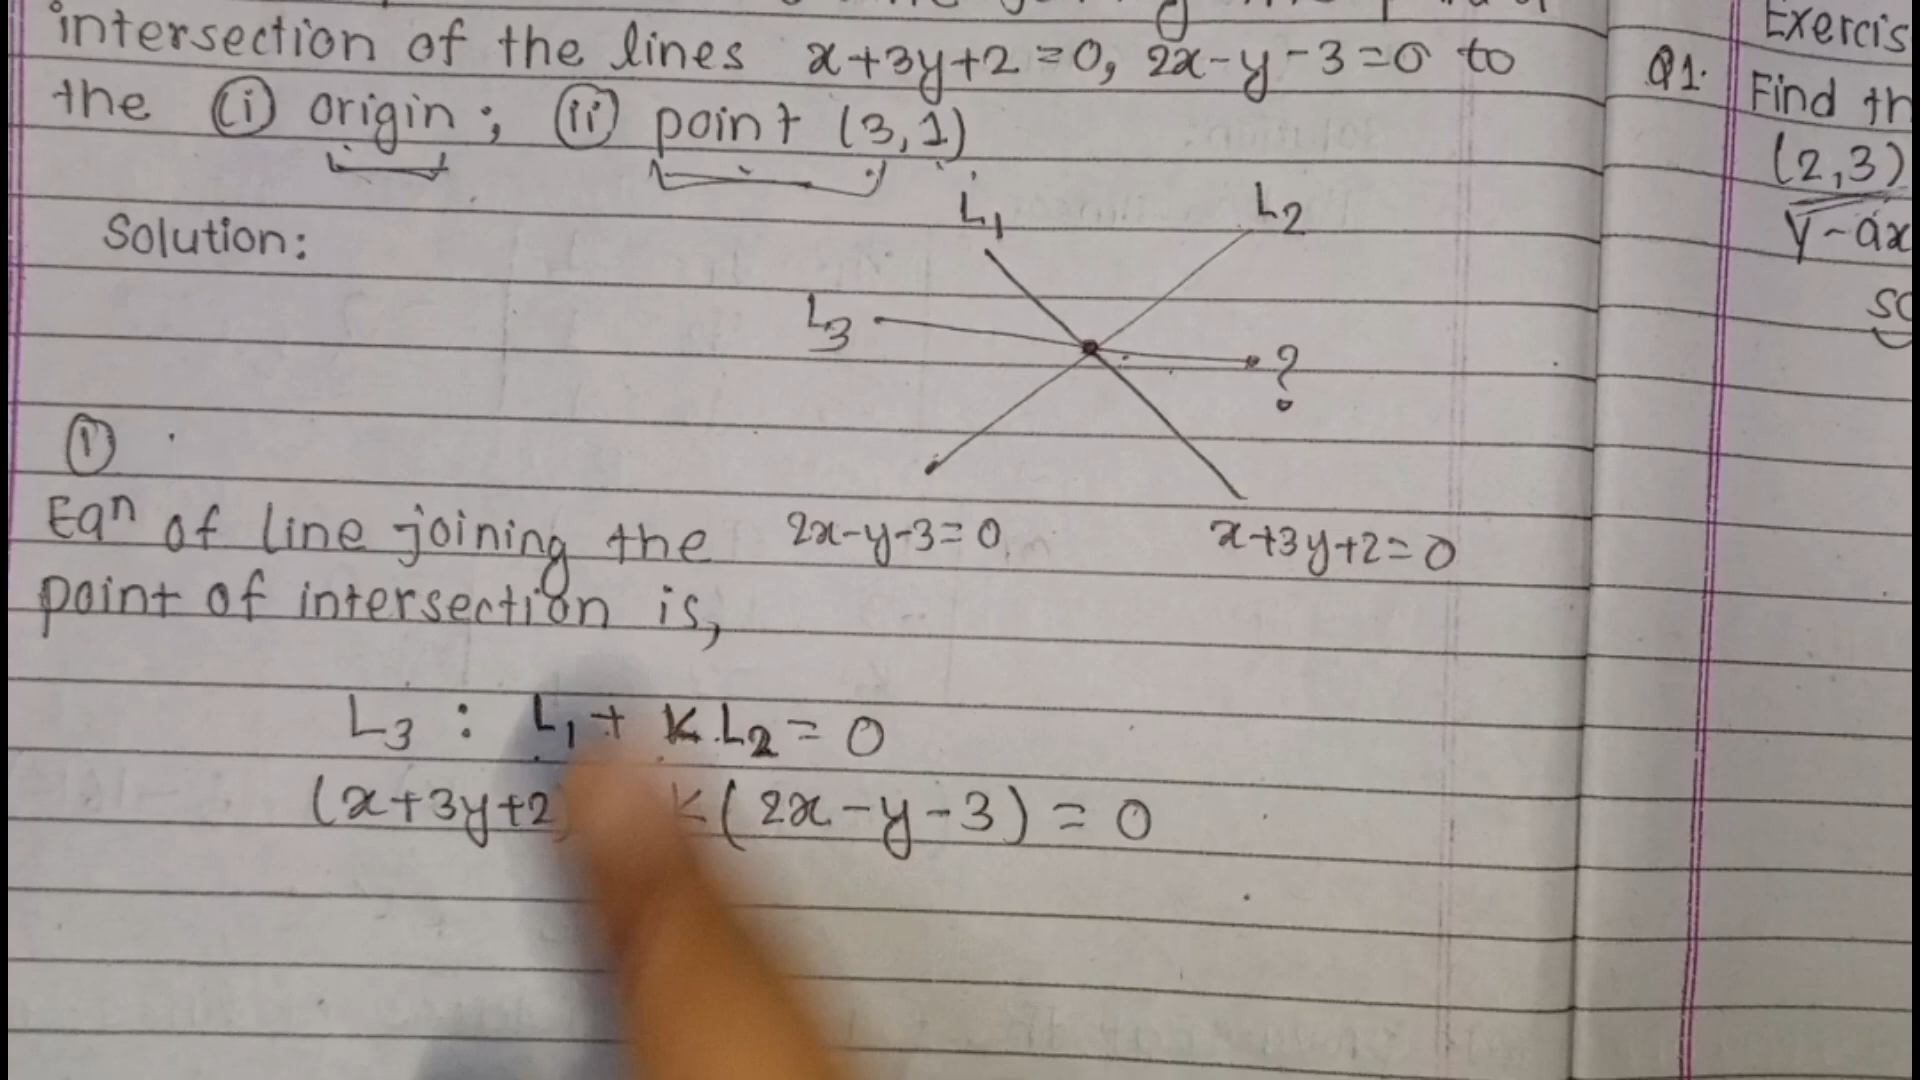 intersection of the lines x+3y+2=0, 2x-y-3=0 to
the (i) origin; (ii) point (3,1)
Solution:
L1
L2
L3
?
(i)
Eqn of line joining the
point of intersection is,
2x-y-3=0
x+3y+2=0
L3 : L1 + K.L2 = 0
(x+3y+2) K(2x-y-3) = 0
Exercis
Q1. Find th
(2,3)
y-ax